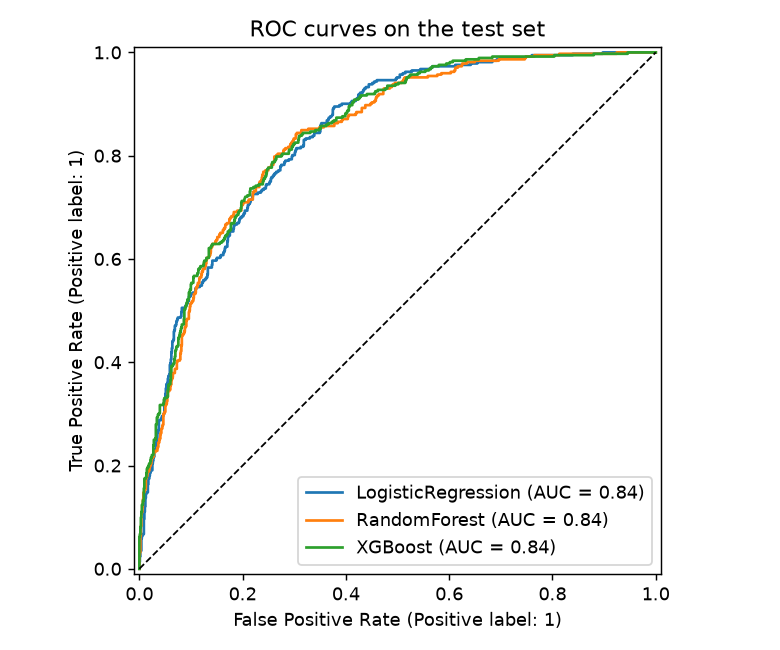 ROC curves on the test set
1.0
0.8
0.6
0.4
0.2
0.0
True Positive Rate (Positive label: 1)
LogisticRegression (AUC = 0.84)
RandomForest (AUC = 0.84)
XGBoost (AUC = 0.84)
0.0 0.2 0.4 0.6 0.8 1.0
False Positive Rate (Positive label: 1)